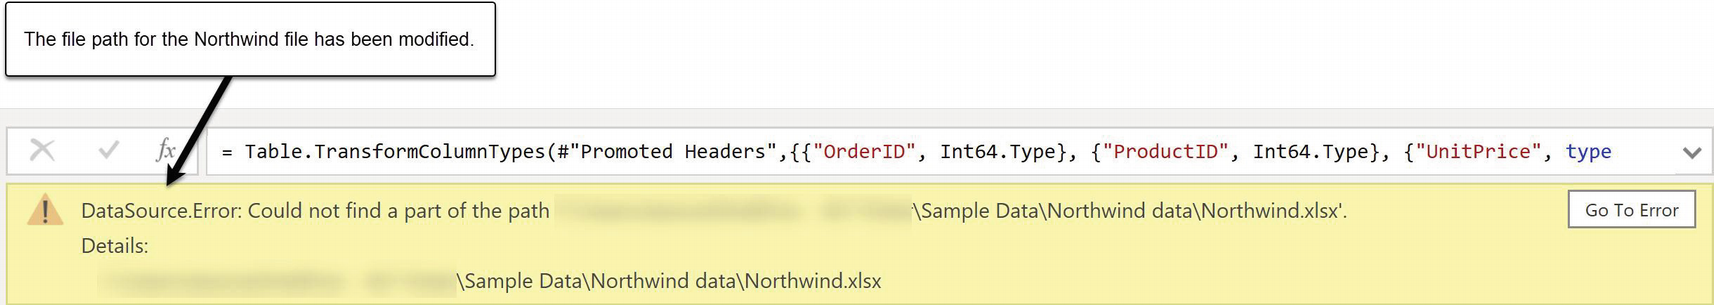 The file path for the Northwind file has been modified.
fx
= Table.TransformColumnTypes(#"Promoted Headers",{{"OrderID", Int64.Type}, {"ProductID", Int64.Type}, {"UnitPrice", type
DataSource.Error: Could not find a part of the path \Sample Data\Northwind data\Northwind.xlsx'.
Go To Error
Details:
\Sample Data\Northwind data\Northwind.xlsx